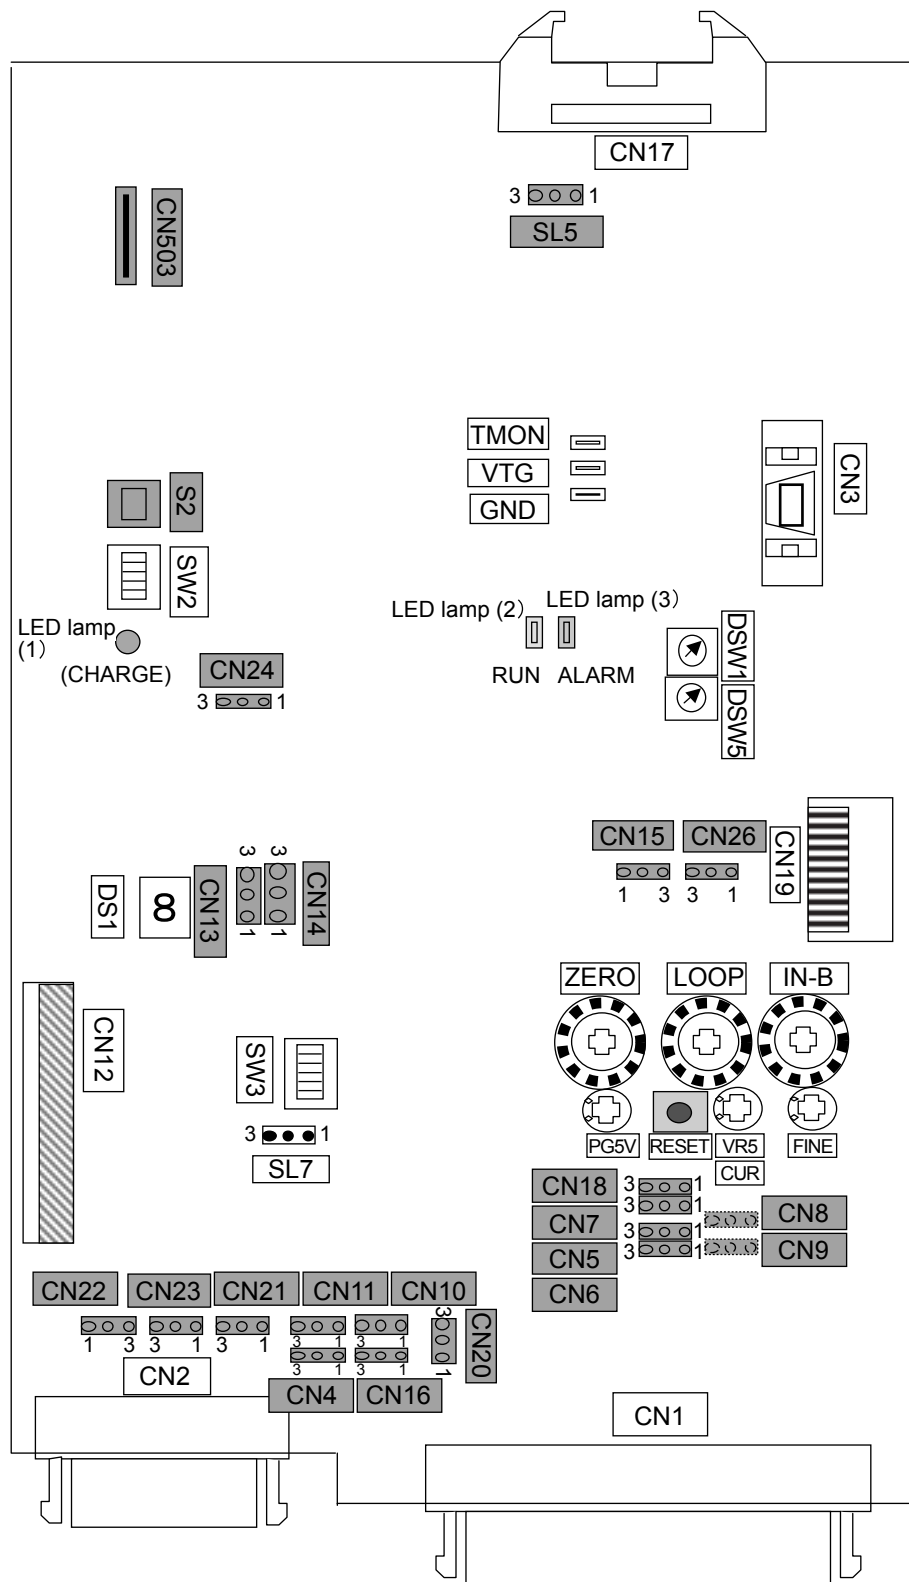 CN17
3 1
SL5
CN503
TMON
VTG
GND
CN3
S2
SW2
LED lamp
(1)
(CHARGE)
LED lamp (2)
LED lamp (3)
RUN ALARM
DSW1
DSW5
CN24
3 1
CN15 CN26
1 3 3 1
CN19
DS1
8
CN13
3 3
1 1
CN14
ZERO LOOP IN-B
CN12
SW3
3 1
SL7
PG5V RESET VR5 FINE
CUR
CN18
3 1
CN7
3 1
CN8
CN5
3 1
CN9
3 1
CN6
CN22 CN23 CN21 CN11 CN10
1 3 3 1 3 1 3 1 3 1
3 1 3 1
3
1
CN20
CN2
CN4 CN16
CN1